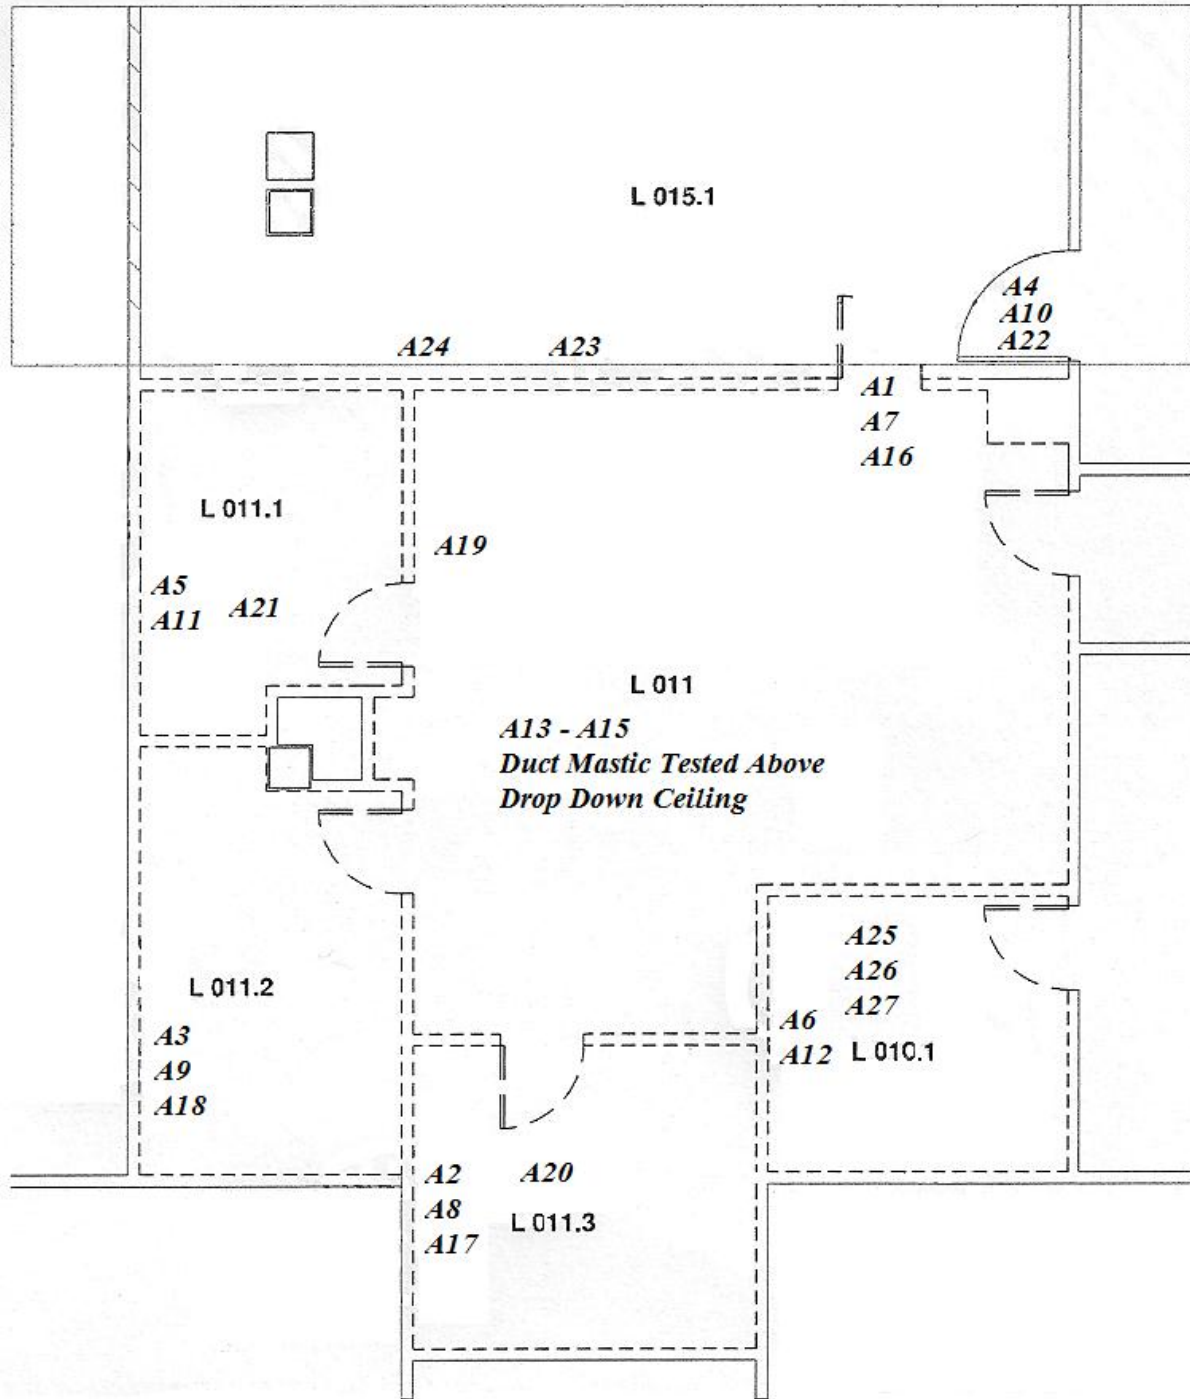 L 015.1
A4
A10
A22
A24
A23
A1
A7
A16
L 011.1
A19
A5
A11
A21
L 011
A13 - A15
Duct Mastic Tested Above
Drop Down Ceiling
A25
A26
A27
A6
A12
L 010.1
L 011.2
A3
A9
A18
A2
A8
A17
A20
L 011.3